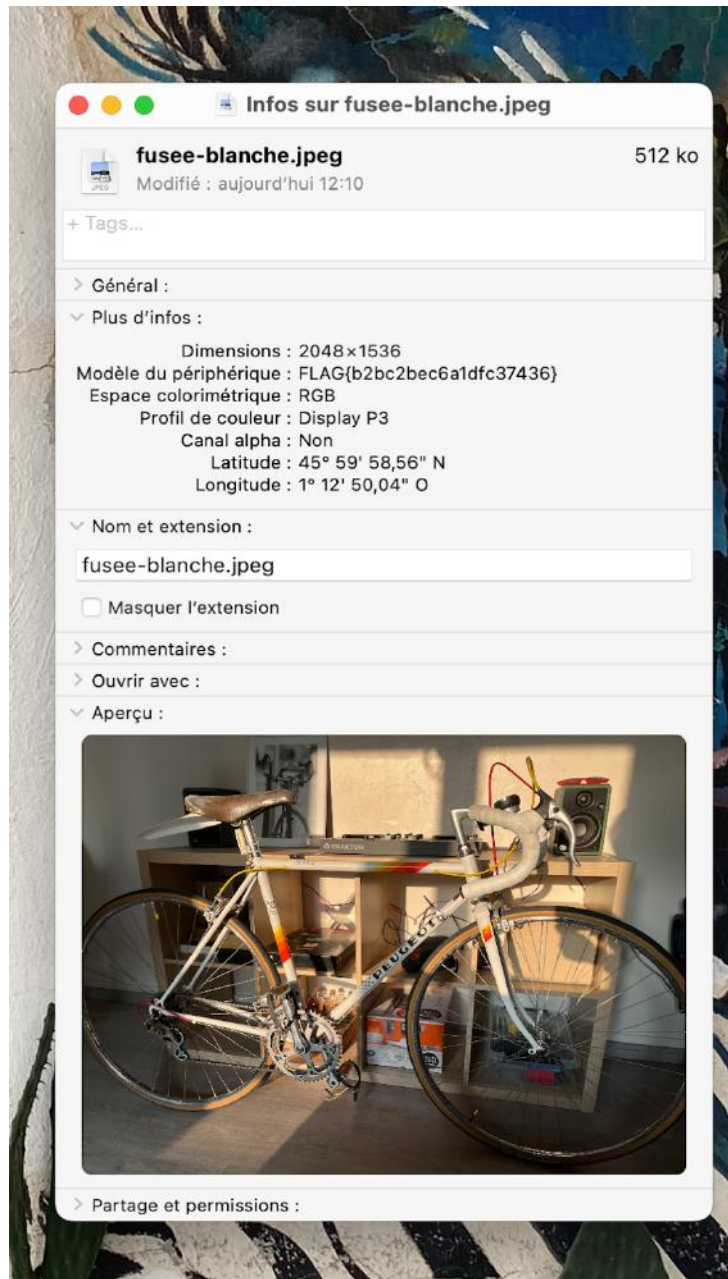 Infos sur fusee-blanche.jpeg
fusee-blanche.jpeg 512 ko
JPEG
Modifié : aujourd'hui 12:10
+ Tags...
Général :
Plus d'infos :
Dimensions : 2048×1536
Modèle du périphérique : FLAG{b2bc2bec6a1dfc37436}
Espace colorimétrique : RGB
Profil de couleur : Display P3
Canal alpha : Non
Latitude : 45° 59' 58,56" N
Longitude : 1° 12' 50,04" O
Nom et extension :
fusee-blanche.jpeg
Masquer l'extension
Commentaires :
Ouvrir avec :
Aperçu :
TRAKTOR
PEUGEOT
Partage et permissions :